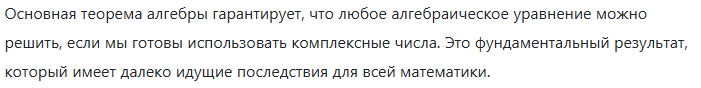 Основная теорема алгебры гарантирует, что любое алгебраическое уравнение можно
решить, если мы готовы использовать комплексные числа. Это фундаментальный результат,
который имеет далеко идущие последствия для всей математики.